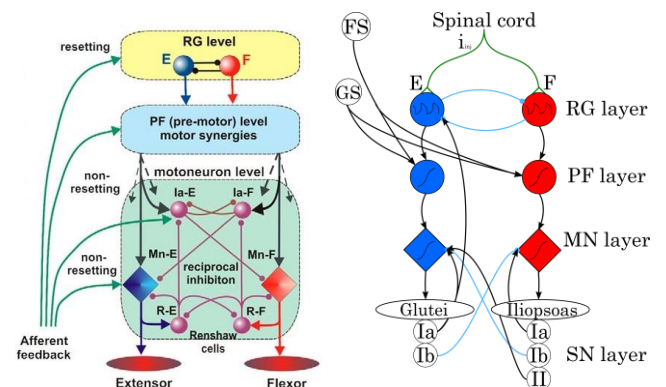 RG level
resetting
E
F
PF (pre-motor) level
motor synergies
non-
resetting
motoneuron level
Ia-E
Ia-F
non-
resetting
Mn-E
Mn-F
reciprocal
inhibiton
R-E
R-F
Renshaw
cells
Afferent
feedback
Extensor
Flexor
Spinal cord
i inj
FS
GS
E
F
RG layer
PF layer
MN layer
Glutei
Iliopsoas
Ia
Ia
Ib
Ib
SN layer
II